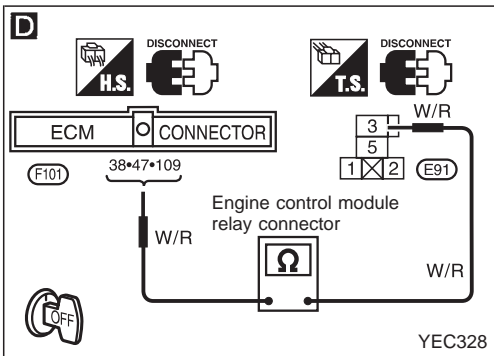 D
DISCONNECT
H.S.
DISCONNECT
T.S.
ECM
CONNECTOR
F101
38•47•109
W/R
3
5
1 2
E91
W/R
Engine control module
relay connector
Ω
W/R
OFF
YEC328